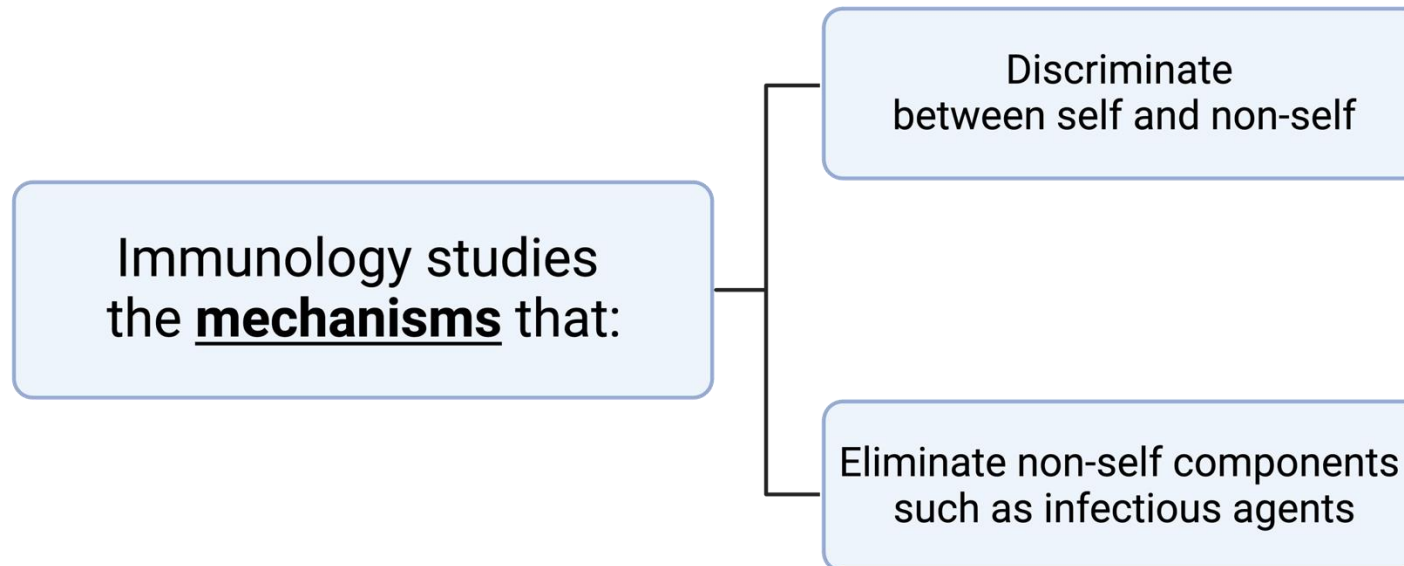 Discriminate
between self and non-self
Immunology studies
the mechanisms that:
Eliminate non-self components
such as infectious agents